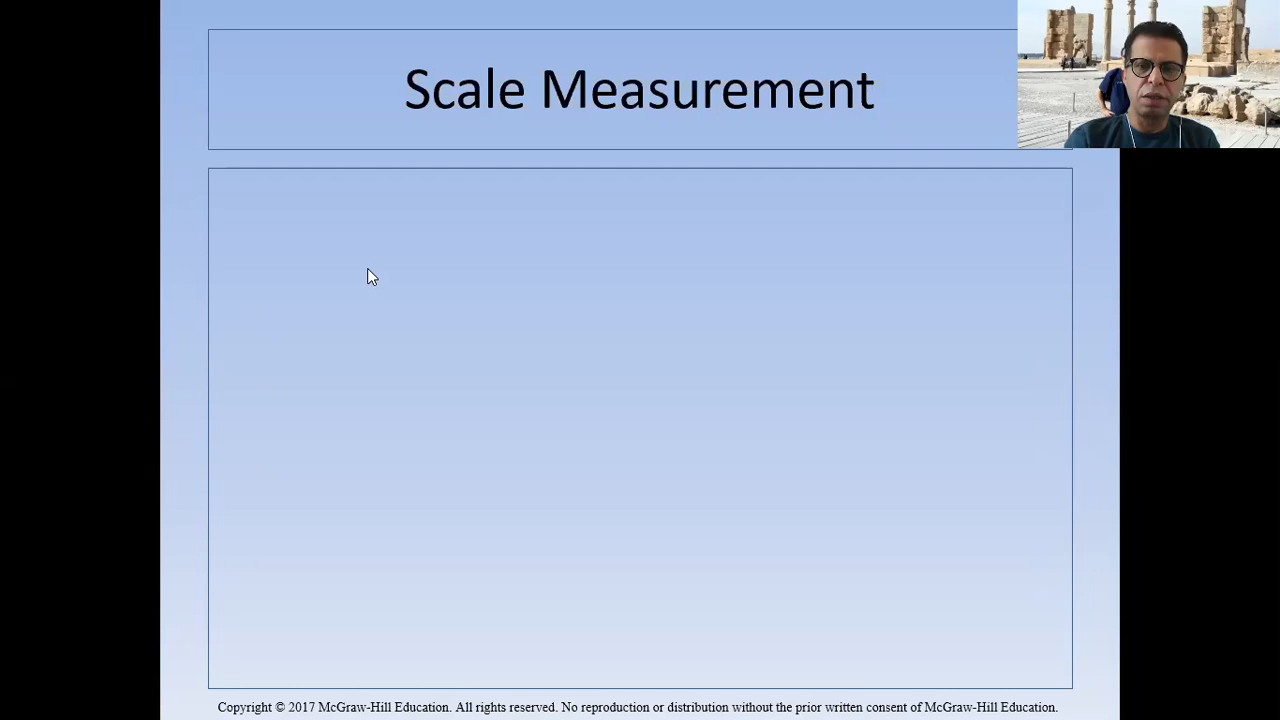 Scale Measurement
Copyright © 2017 McGraw-Hill Education. All rights reserved. No reproduction or distribution without the prior written consent of McGraw-Hill Education.